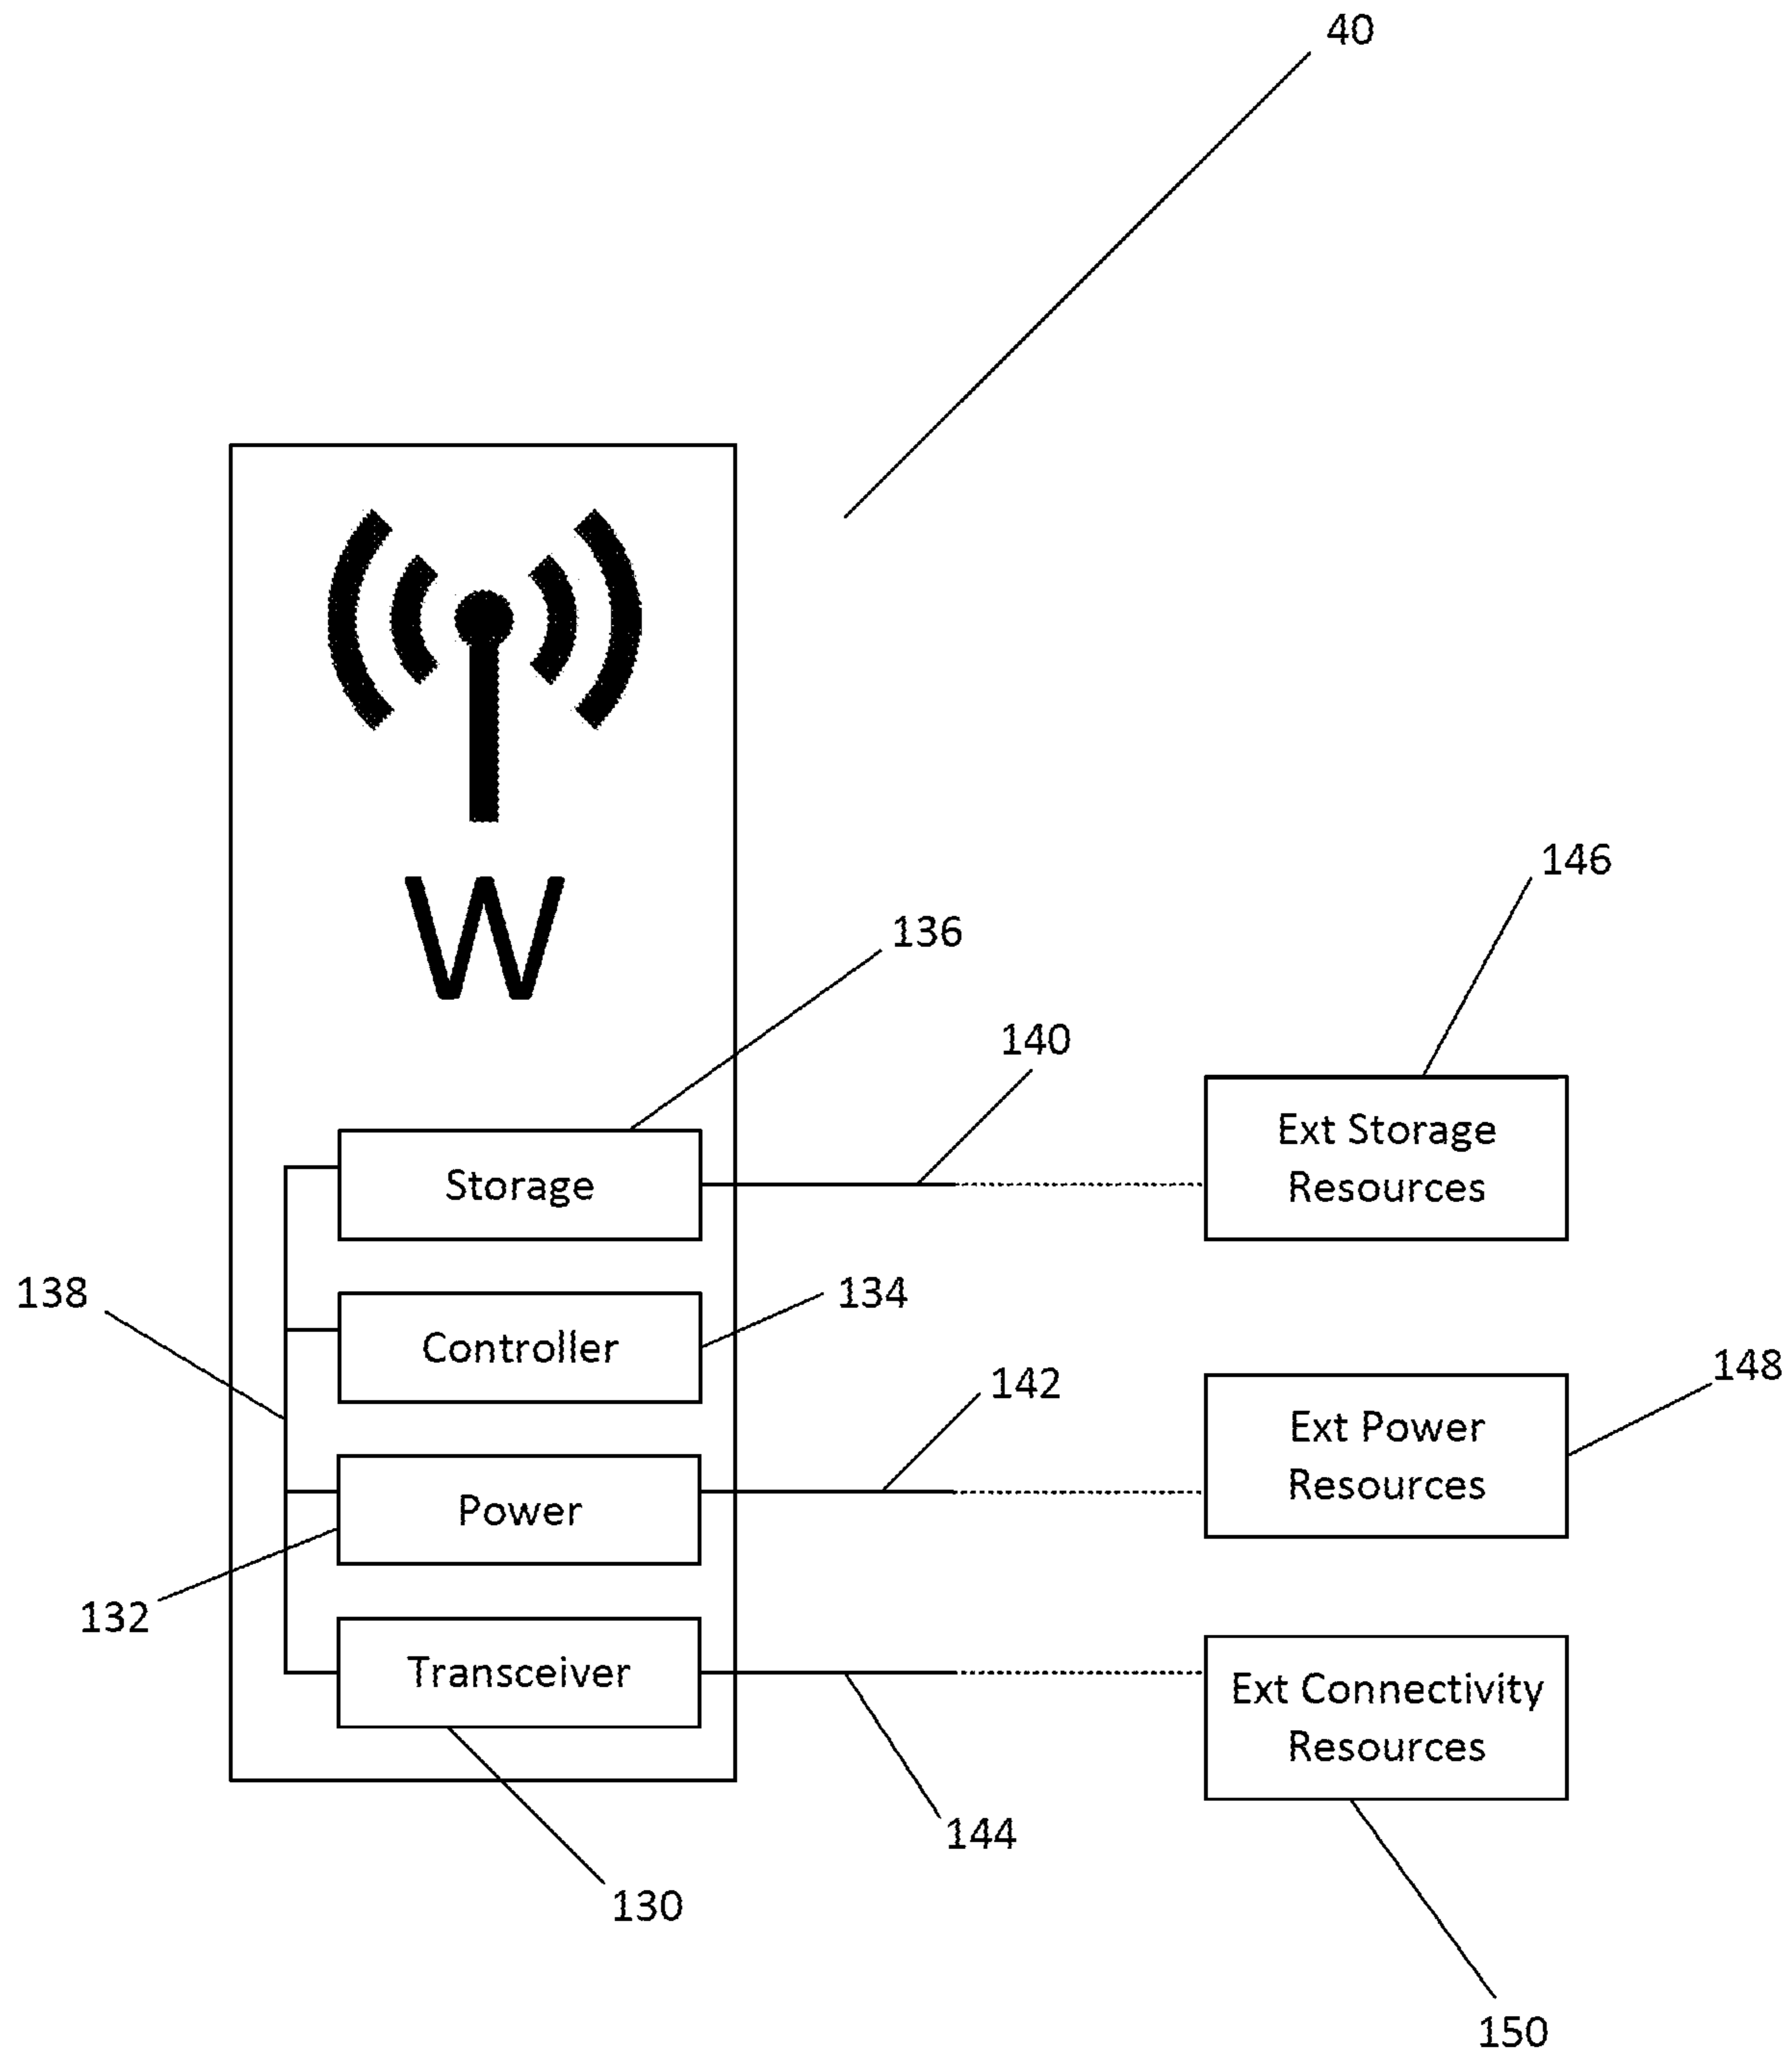 40
W
146
136
140
Ext Storage
Resources
Storage
138
134
Controller
148
142
Ext Power
Resources
Power
132
Transceiver
Ext Connectivity
Resources
144
130
150